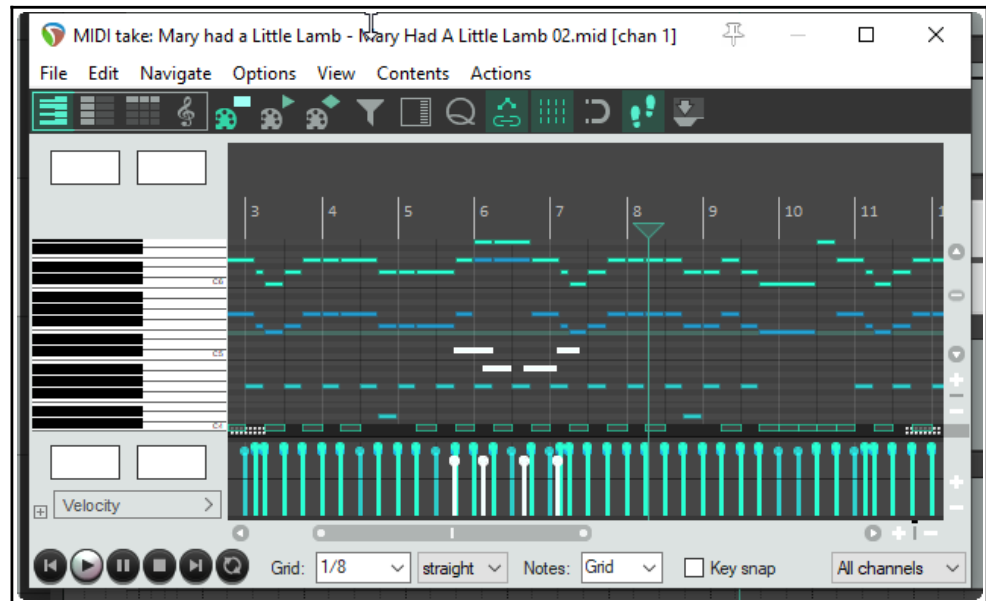 MIDI take: Mary had a Little Lamb - Mary Had A Little Lamb 02.mid [chan 1]
File Edit Navigate Options View Contents Actions
3 4 5 6 7 8 9 10 11 1
C6
C5
C4
Velocity
Grid: 1/8 straight Notes: Grid Key snap All channels